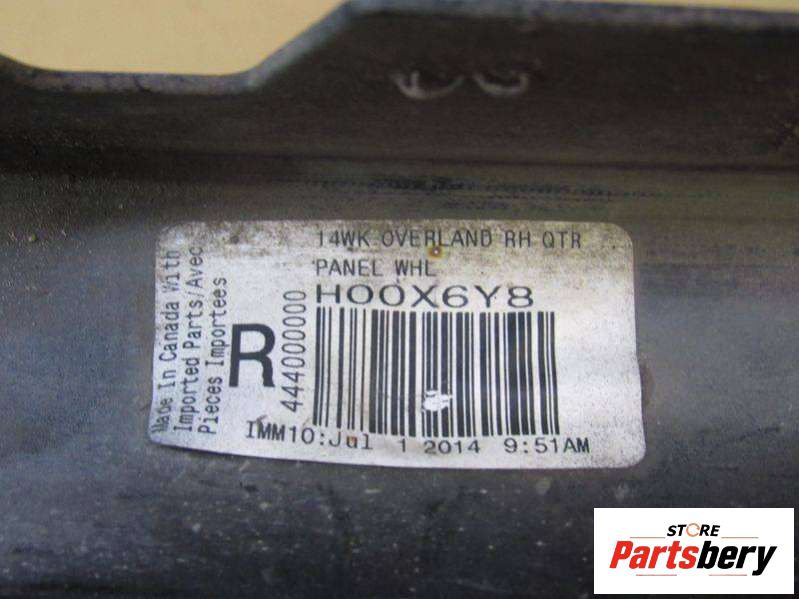 14WK OVERLAND RH QTR
PANEL WHL
H00X6Y8
Made In Canada With
Imported Parts/Avec
Pieces Importees
R
444000000
IMM10:Jul 1 2014 9:51AM
STORE
Partsbery